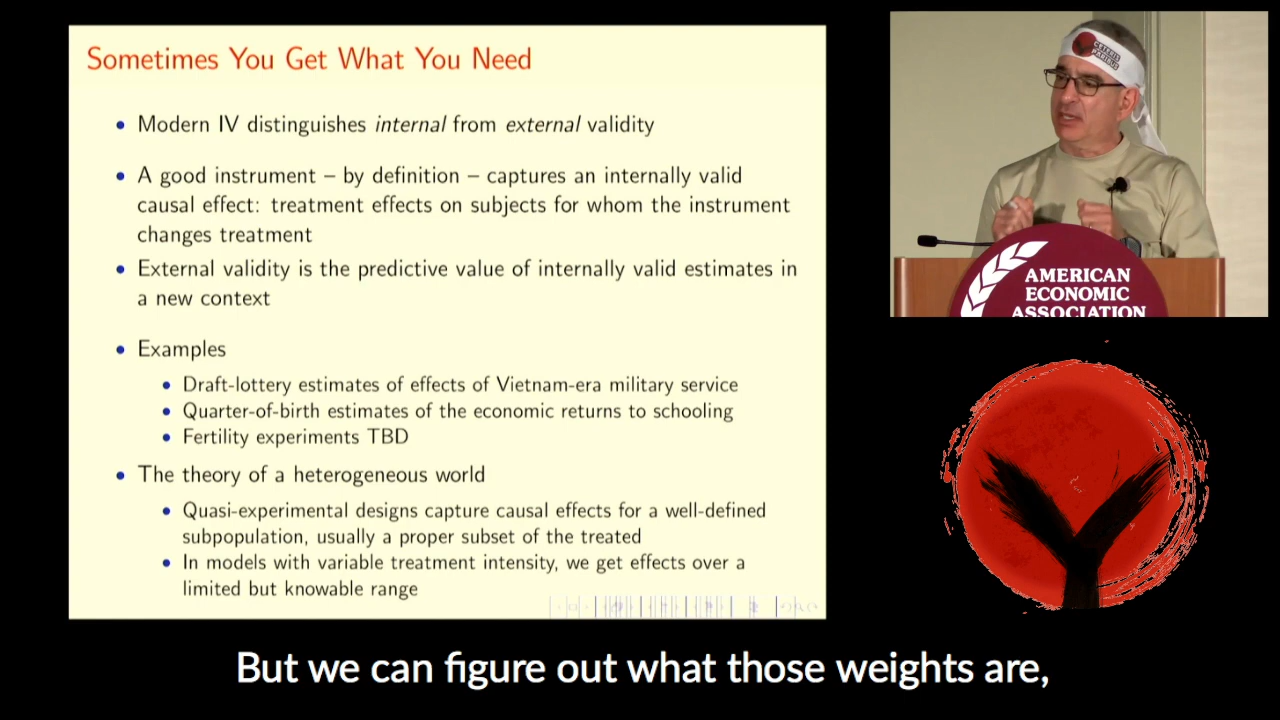 Sometimes You Get What You Need
• Modern IV distinguishes internal from external validity
• A good instrument – by definition – captures an internally valid
causal effect: treatment effects on subjects for whom the instrument
changes treatment
• External validity is the predictive value of internally valid estimates in
a new context
• Examples
• Draft-lottery estimates of effects of Vietnam-era military service
• Quarter-of-birth estimates of the economic returns to schooling
• Fertility experiments TBD
• The theory of a heterogeneous world
• Quasi-experimental designs capture causal effects for a well-defined
subpopulation, usually a proper subset of the treated
• In models with variable treatment intensity, we get effects over a
limited but knowable range
CETERIS
PARIBUS
AMERICAN
ECONOMIC
ASSOCIATION
But we can figure out what those weights are,